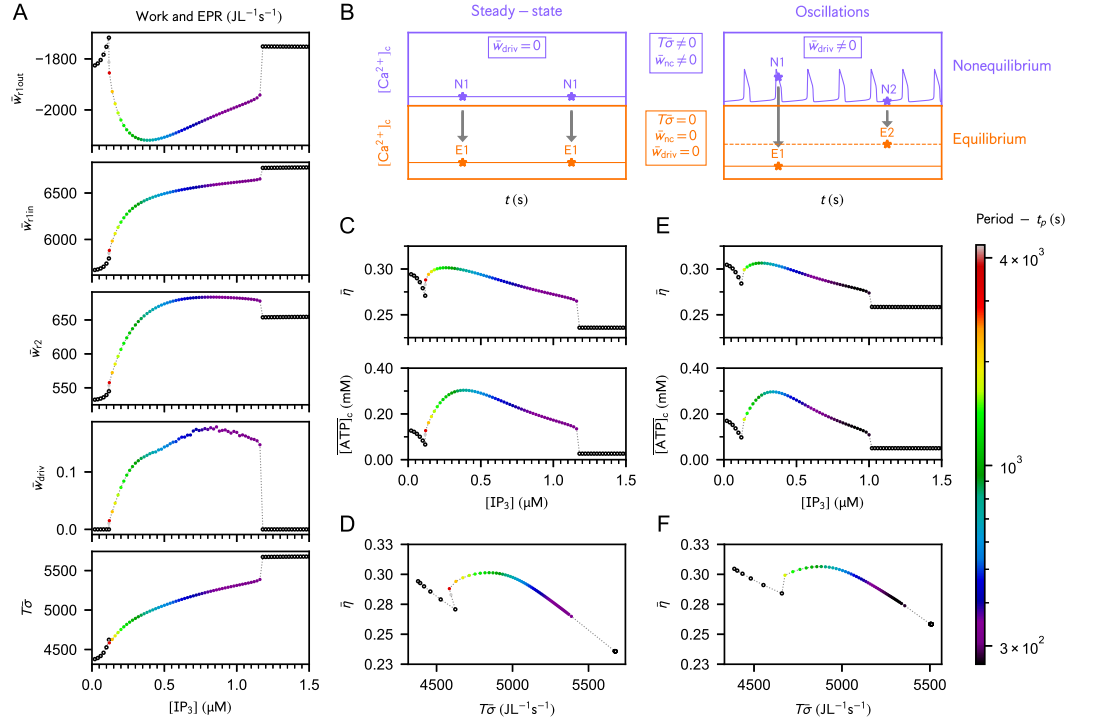 A
Work and EPR (JL⁻¹s⁻¹)
w̄r1out
−1800
−2000
w̄r1in
6500
6000
w̄r2
650
600
550
w̄driv
0.1
0.0
Tσ̄
5500
5000
4500
0.0 0.5 1.0 1.5
[IP₃] (μM)
B
Steady − state
Oscillations
[Ca²⁺]c
w̄driv = 0
N1 N1
Tσ̄ ≠ 0
w̄nc ≠ 0
w̄driv ≠ 0
N1
N2
Nonequilibrium
[Ca²⁺]c
E1 E1
Tσ̄ = 0
w̄nc = 0
w̄driv = 0
E2
E1
Equilibrium
t (s)
t (s)
C
η̄
0.30
0.25
[ATP]c (mM)
0.40
0.20
0.00
0.0 0.5 1.0 1.5
[IP₃] (μM)
E
η̄
0.30
0.25
[ATP]c (mM)
0.40
0.20
0.00
0.0 0.5 1.0 1.5
[IP₃] (μM)
D
η̄
0.33
0.30
0.28
0.25
0.23
4500 5000 5500
Tσ̄ (JL⁻¹s⁻¹)
F
η̄
0.33
0.30
0.28
0.25
0.23
4500 5000 5500
Tσ̄ (JL⁻¹s⁻¹)
Period − tp (s)
4 × 10³
10³
3 × 10²